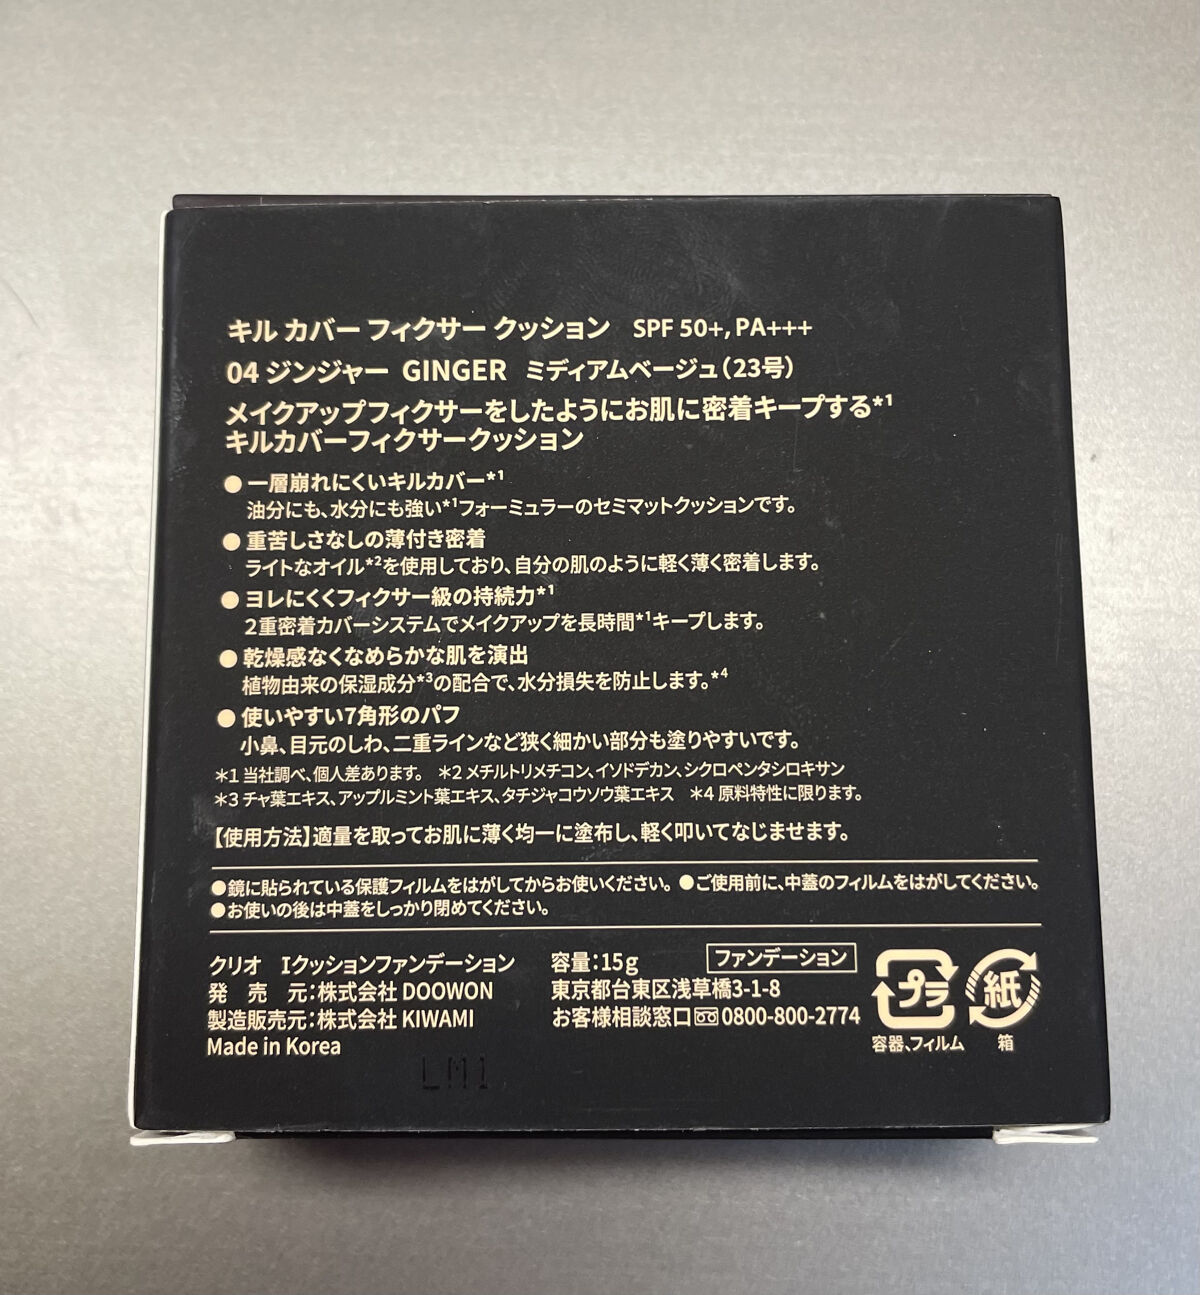 キル カバー フィクサー クッション SPF 50+, PA+++
04 ジンジャー GINGER ミディアムベージュ(23号)
メイクアップフィクサーをしたようにお肌に密着キープする*1
キルカバーフィクサークッション
● 一層崩れにくいキルカバー*1
油分にも、水分にも強い*1フォーミュラーのセミマットクッションです。
● 重苦しさなしの薄付き密着
ライトなオイル*2を使用しており、自分の肌のように軽く薄く密着します。
● ヨレにくくフィクサー級の持続力*1
2重密着カバーシステムでメイクアップを長時間*1キープします。
● 乾燥感なくなめらかな肌を演出
植物由来の保湿成分*3の配合で、水分損失を防止します。*4
● 使いやすい7角形のパフ
小鼻、目元のしわ、二重ラインなど狭く細かい部分も塗りやすいです。
*1 当社調べ、個人差あります。 *2 メチルトリメチコン、イソドデカン、シクロペンタシロキサン
*3 チャ葉エキス、アップルミント葉エキス、タチジャコウソウ葉エキス *4 原料特性に限ります。
【使用方法】適量を取ってお肌に薄く均一に塗布し、軽く叩いてなじませます。
●鏡に貼られている保護フィルムをはがしてからお使いください。 ●ご使用前に、中蓋のフィルムをはがしてください。
●お使いの後は中蓋をしっかり閉めてください。
クリオ Iクッションファンデーション
発 売 元:株式会社 DOOWON
製造販売元:株式会社 KIWAMI
Made in Korea
容量:15g ファンデーション
東京都台東区浅草橋3-1-8
お客様相談窓口 0800-800-2774
プラ
容器、フィルム
紙
箱
LM1